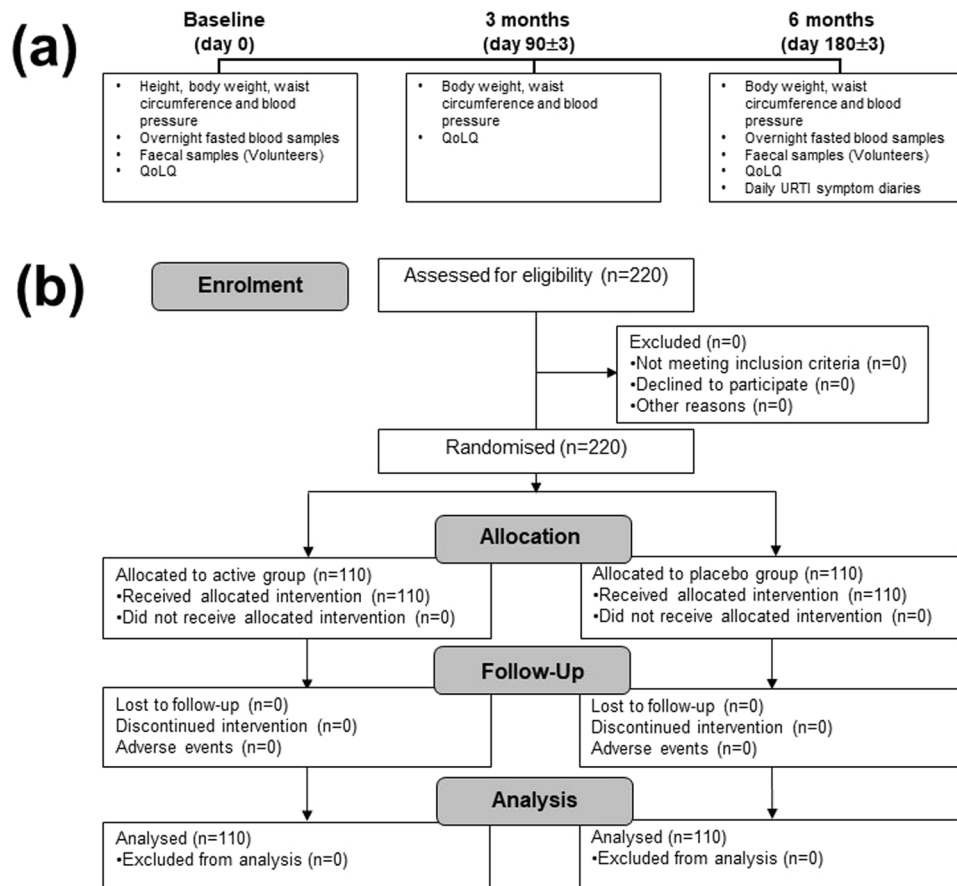 (a)
Baseline
(day 0)
3 months
(day 90±3)
6 months
(day 180±3)
• Height, body weight, waist
circumference and blood
pressure
• Overnight fasted blood samples
• Faecal samples (Volunteers)
• QoLQ
• Body weight, waist
circumference and blood
pressure
• QoLQ
• Body weight, waist
circumference and blood
pressure
• Overnight fasted blood samples
• Faecal samples (Volunteers)
• QoLQ
• Daily URTI symptom diaries
(b)
Enrolment
Assessed for eligibility (n=220)
Excluded (n=0)
•Not meeting inclusion criteria (n=0)
•Declined to participate (n=0)
•Other reasons (n=0)
Randomised (n=220)
Allocation
Allocated to active group (n=110)
•Received allocated intervention (n=110)
•Did not receive allocated intervention (n=0)
Allocated to placebo group (n=110)
•Received allocated intervention (n=110)
•Did not receive allocated intervention (n=0)
Follow-Up
Lost to follow-up (n=0)
Discontinued intervention (n=0)
Adverse events (n=0)
Lost to follow-up (n=0)
Discontinued intervention (n=0)
Adverse events (n=0)
Analysis
Analysed (n=110)
•Excluded from analysis (n=0)
Analysed (n=110)
•Excluded from analysis (n=0)